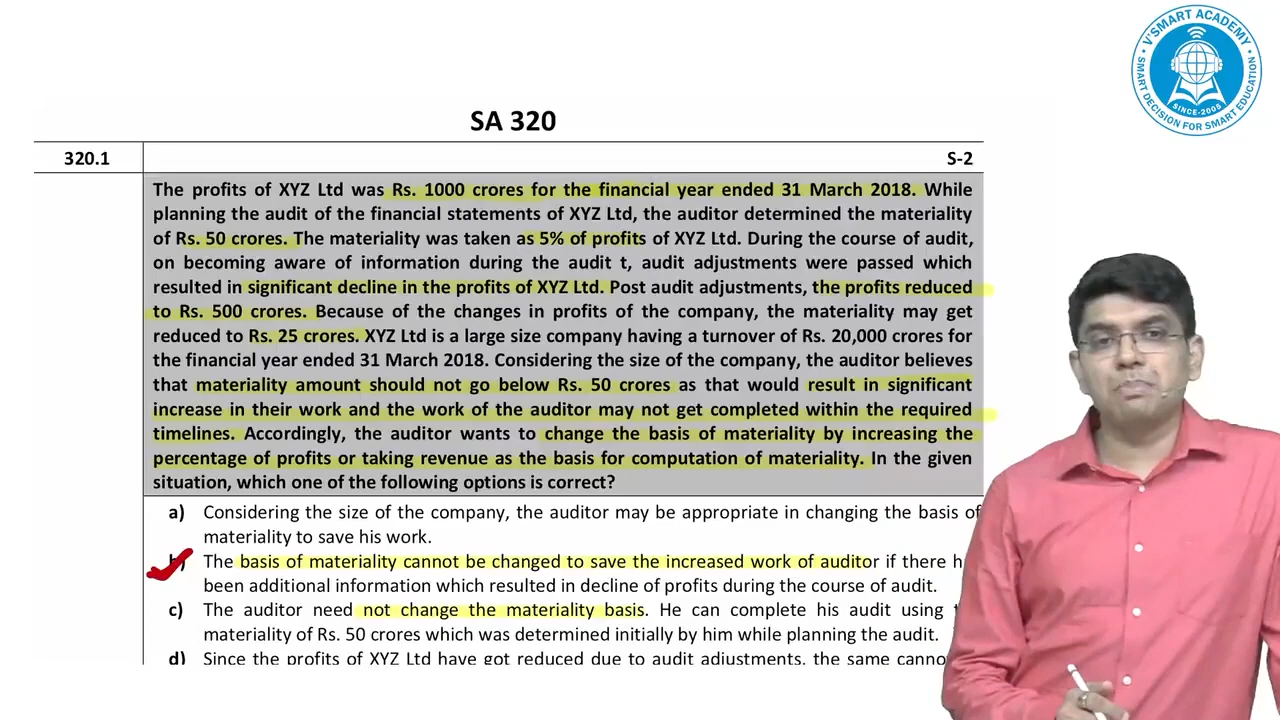 V'SMART ACADEMY
SINCE-2005
SMART DECISION FOR SMART EDUCATION
SA 320
320.1 S-2
The profits of XYZ Ltd was Rs. 1000 crores for the financial year ended 31 March 2018. While
planning the audit of the financial statements of XYZ Ltd, the auditor determined the materiality
of Rs. 50 crores. The materiality was taken as 5% of profits of XYZ Ltd. During the course of audit,
on becoming aware of information during the audit t, audit adjustments were passed which
resulted in significant decline in the profits of XYZ Ltd. Post audit adjustments, the profits reduced
to Rs. 500 crores. Because of the changes in profits of the company, the materiality may get
reduced to Rs. 25 crores. XYZ Ltd is a large size company having a turnover of Rs. 20,000 crores for
the financial year ended 31 March 2018. Considering the size of the company, the auditor believes
that materiality amount should not go below Rs. 50 crores as that would result in significant
increase in their work and the work of the auditor may not get completed within the required
timelines. Accordingly, the auditor wants to change the basis of materiality by increasing the
percentage of profits or taking revenue as the basis for computation of materiality. In the given
situation, which one of the following options is correct?
a) Considering the size of the company, the auditor may be appropriate in changing the basis of
materiality to save his work.
b) The basis of materiality cannot be changed to save the increased work of auditor if there h
been additional information which resulted in decline of profits during the course of audit.
c) The auditor need not change the materiality basis. He can complete his audit using
materiality of Rs. 50 crores which was determined initially by him while planning the audit.
d) Since the profits of XYZ Ltd have got reduced due to audit adjustments, the same canno